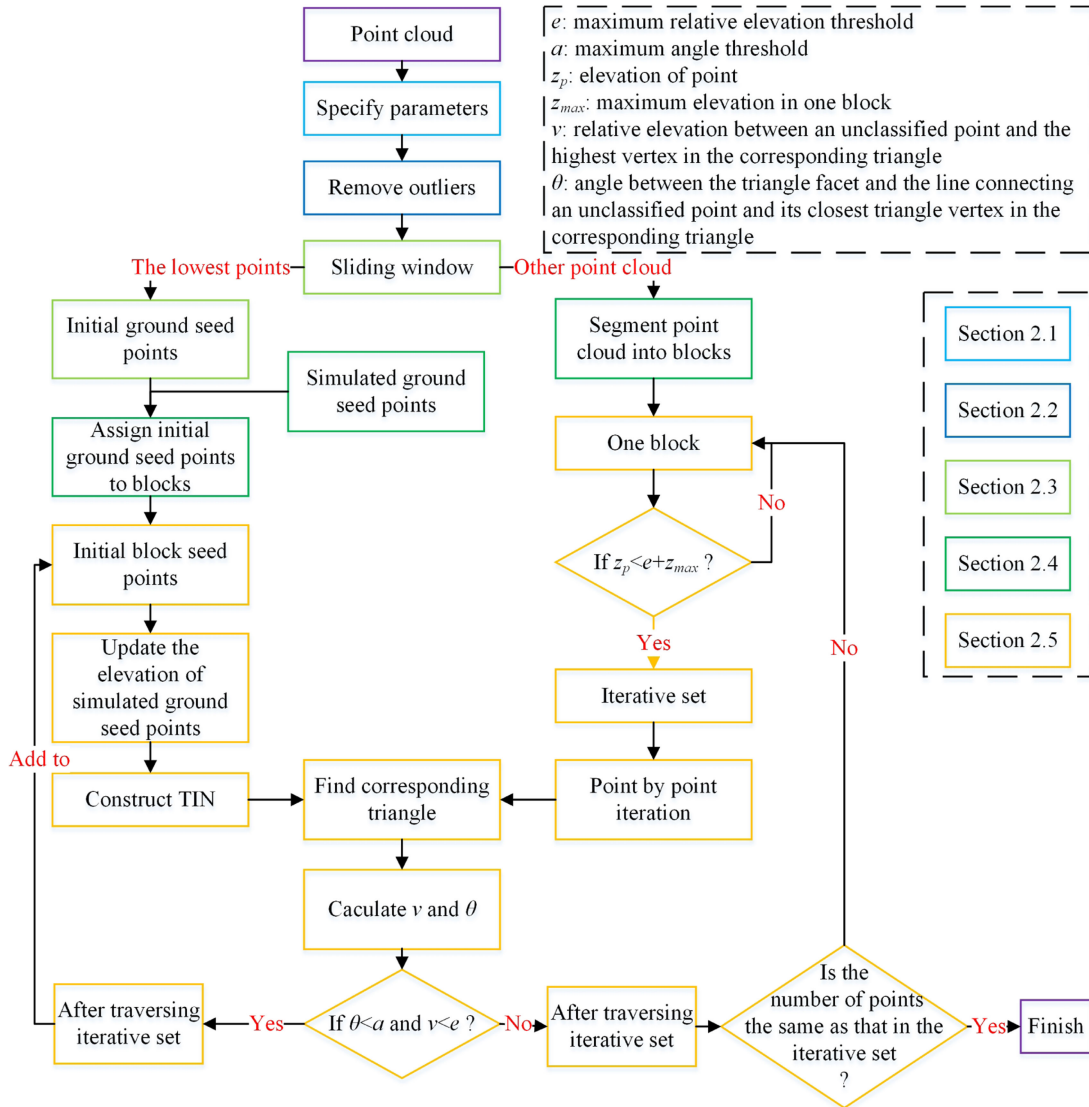 Point cloud
e: maximum relative elevation threshold
a: maximum angle threshold
z_p: elevation of point
z_max: maximum elevation in one block
v: relative elevation between an unclassified point and the
highest vertex in the corresponding triangle
θ: angle between the triangle facet and the line connecting
an unclassified point and its closest triangle vertex in the
corresponding triangle
Specify parameters
Remove outliers
The lowest points
Sliding window
Other point cloud
Initial ground seed
points
Simulated ground
seed points
Assign initial
ground seed points
to blocks
Initial block seed
points
Update the
elevation of
simulated ground
seed points
Add to
Construct TIN
Segment point
cloud into blocks
One block
No
If z_p<e+z_max ?
Yes
Iterative set
Point by point
iteration
No
Find corresponding
triangle
Caculate v and θ
If θ<a and v<e ?
Yes
After traversing
iterative set
No
After traversing
iterative set
Is the
number of points
the same as that in the
iterative set
?
Yes
Finish
Section 2.1
Section 2.2
Section 2.3
Section 2.4
Section 2.5